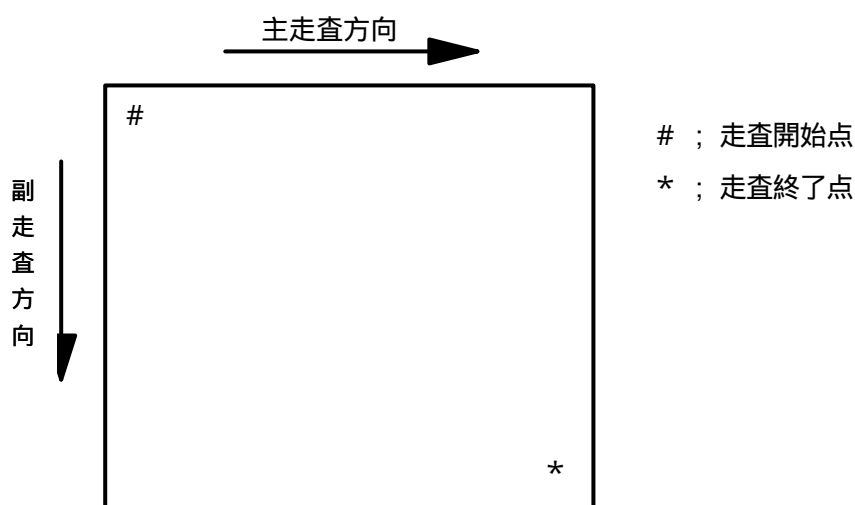 主走査方向
#
# ; 走査開始点
* ; 走査終了点
副走査方向
*